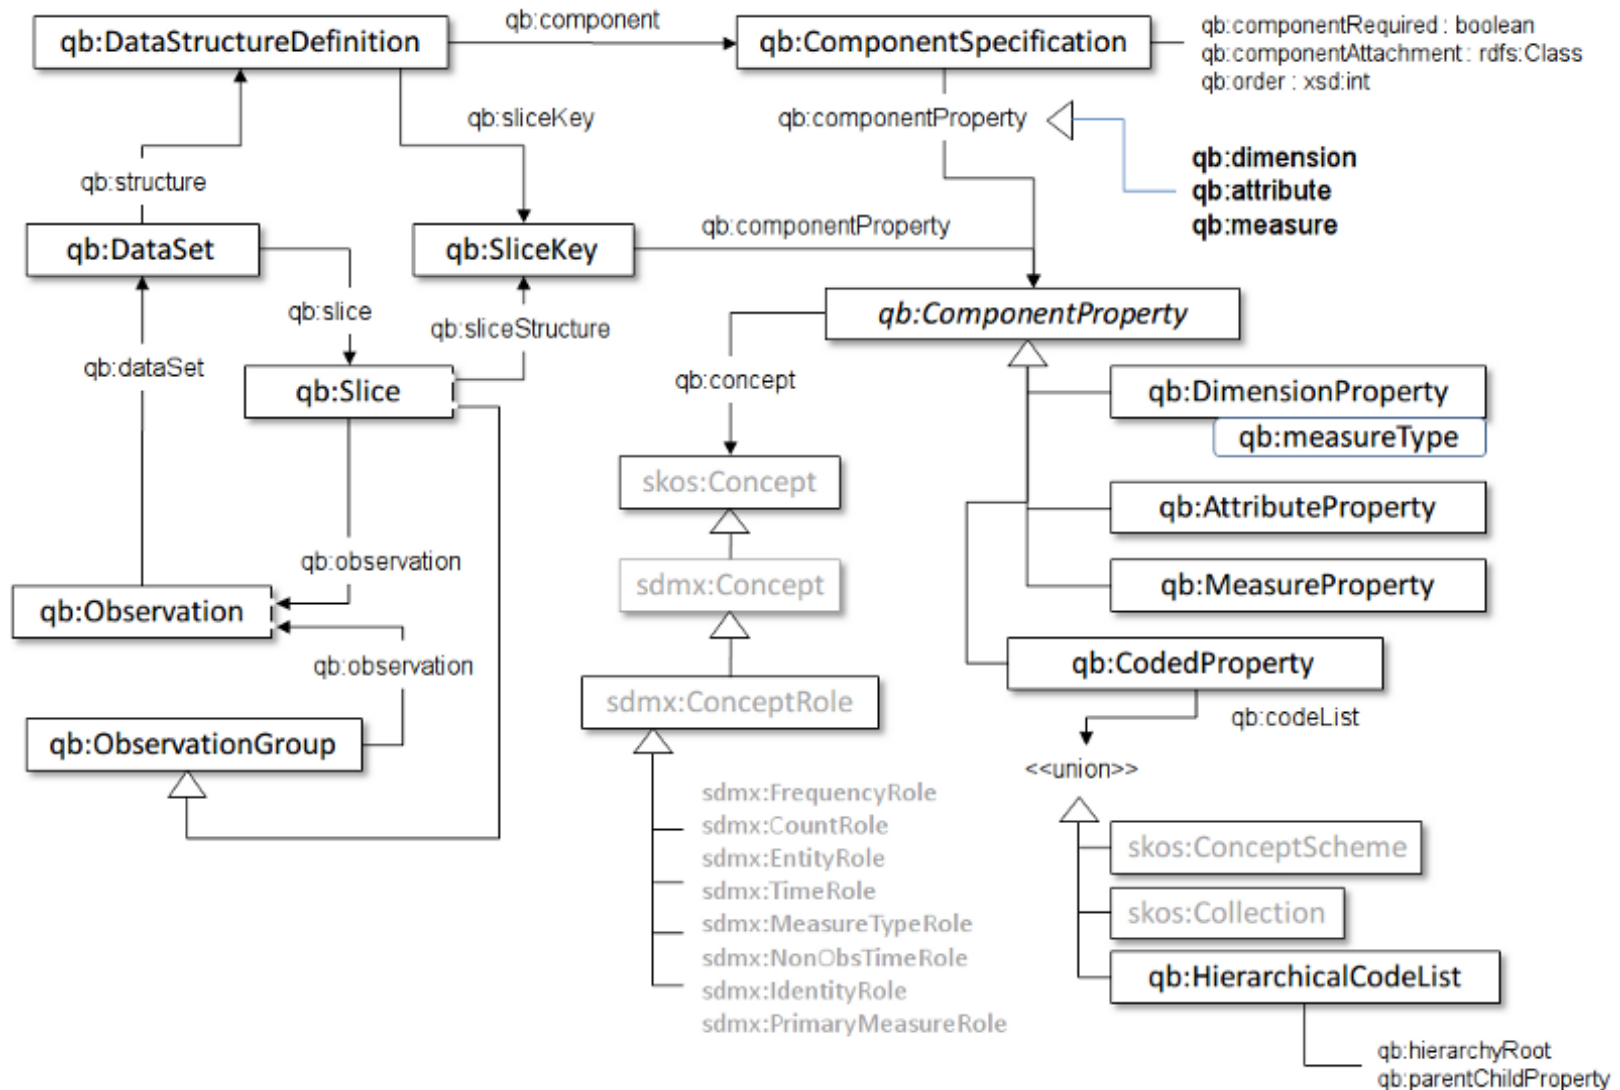 qb:component
qb:DataStructureDefinition
qb:ComponentSpecification
qb:componentRequired : boolean
qb:componentAttachment : rdfs:Class
qb:order : xsd:int
qb:sliceKey
qb:componentProperty
qb:dimension
qb:attribute
qb:measure
qb:structure
qb:componentProperty
qb:DataSet
qb:SliceKey
qb:slice
qb:sliceStructure
qb:ComponentProperty
qb:dataSet
qb:Slice
qb:concept
qb:DimensionProperty
qb:measureType
skos:Concept
qb:AttributeProperty
qb:observation
sdmx:Concept
qb:MeasureProperty
qb:Observation
qb:observation
qb:CodedProperty
sdmx:ConceptRole
qb:codeList
qb:ObservationGroup
<<union>>
sdmx:FrequencyRole
sdmx:CountRole
sdmx:EntityRole
sdmx:TimeRole
sdmx:MeasureTypeRole
sdmx:NonObsTimeRole
sdmx:IdentityRole
sdmx:PrimaryMeasureRole
skos:ConceptScheme
skos:Collection
qb:HierarchicalCodeList
qb:hierarchyRoot
qb:parentChildProperty